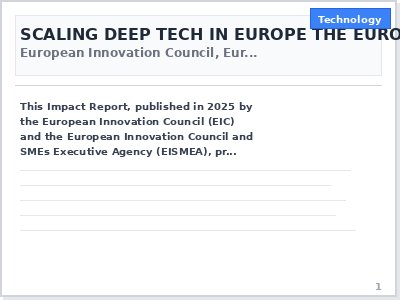 Technology
SCALING DEEP TECH IN EUROPE THE EURO
European Innovation Council, Eur...
This Impact Report, published in 2025 by
the European Innovation Council (EIC)
and the European Innovation Council and
SMEs Executive Agency (EISMEA), pr...
1